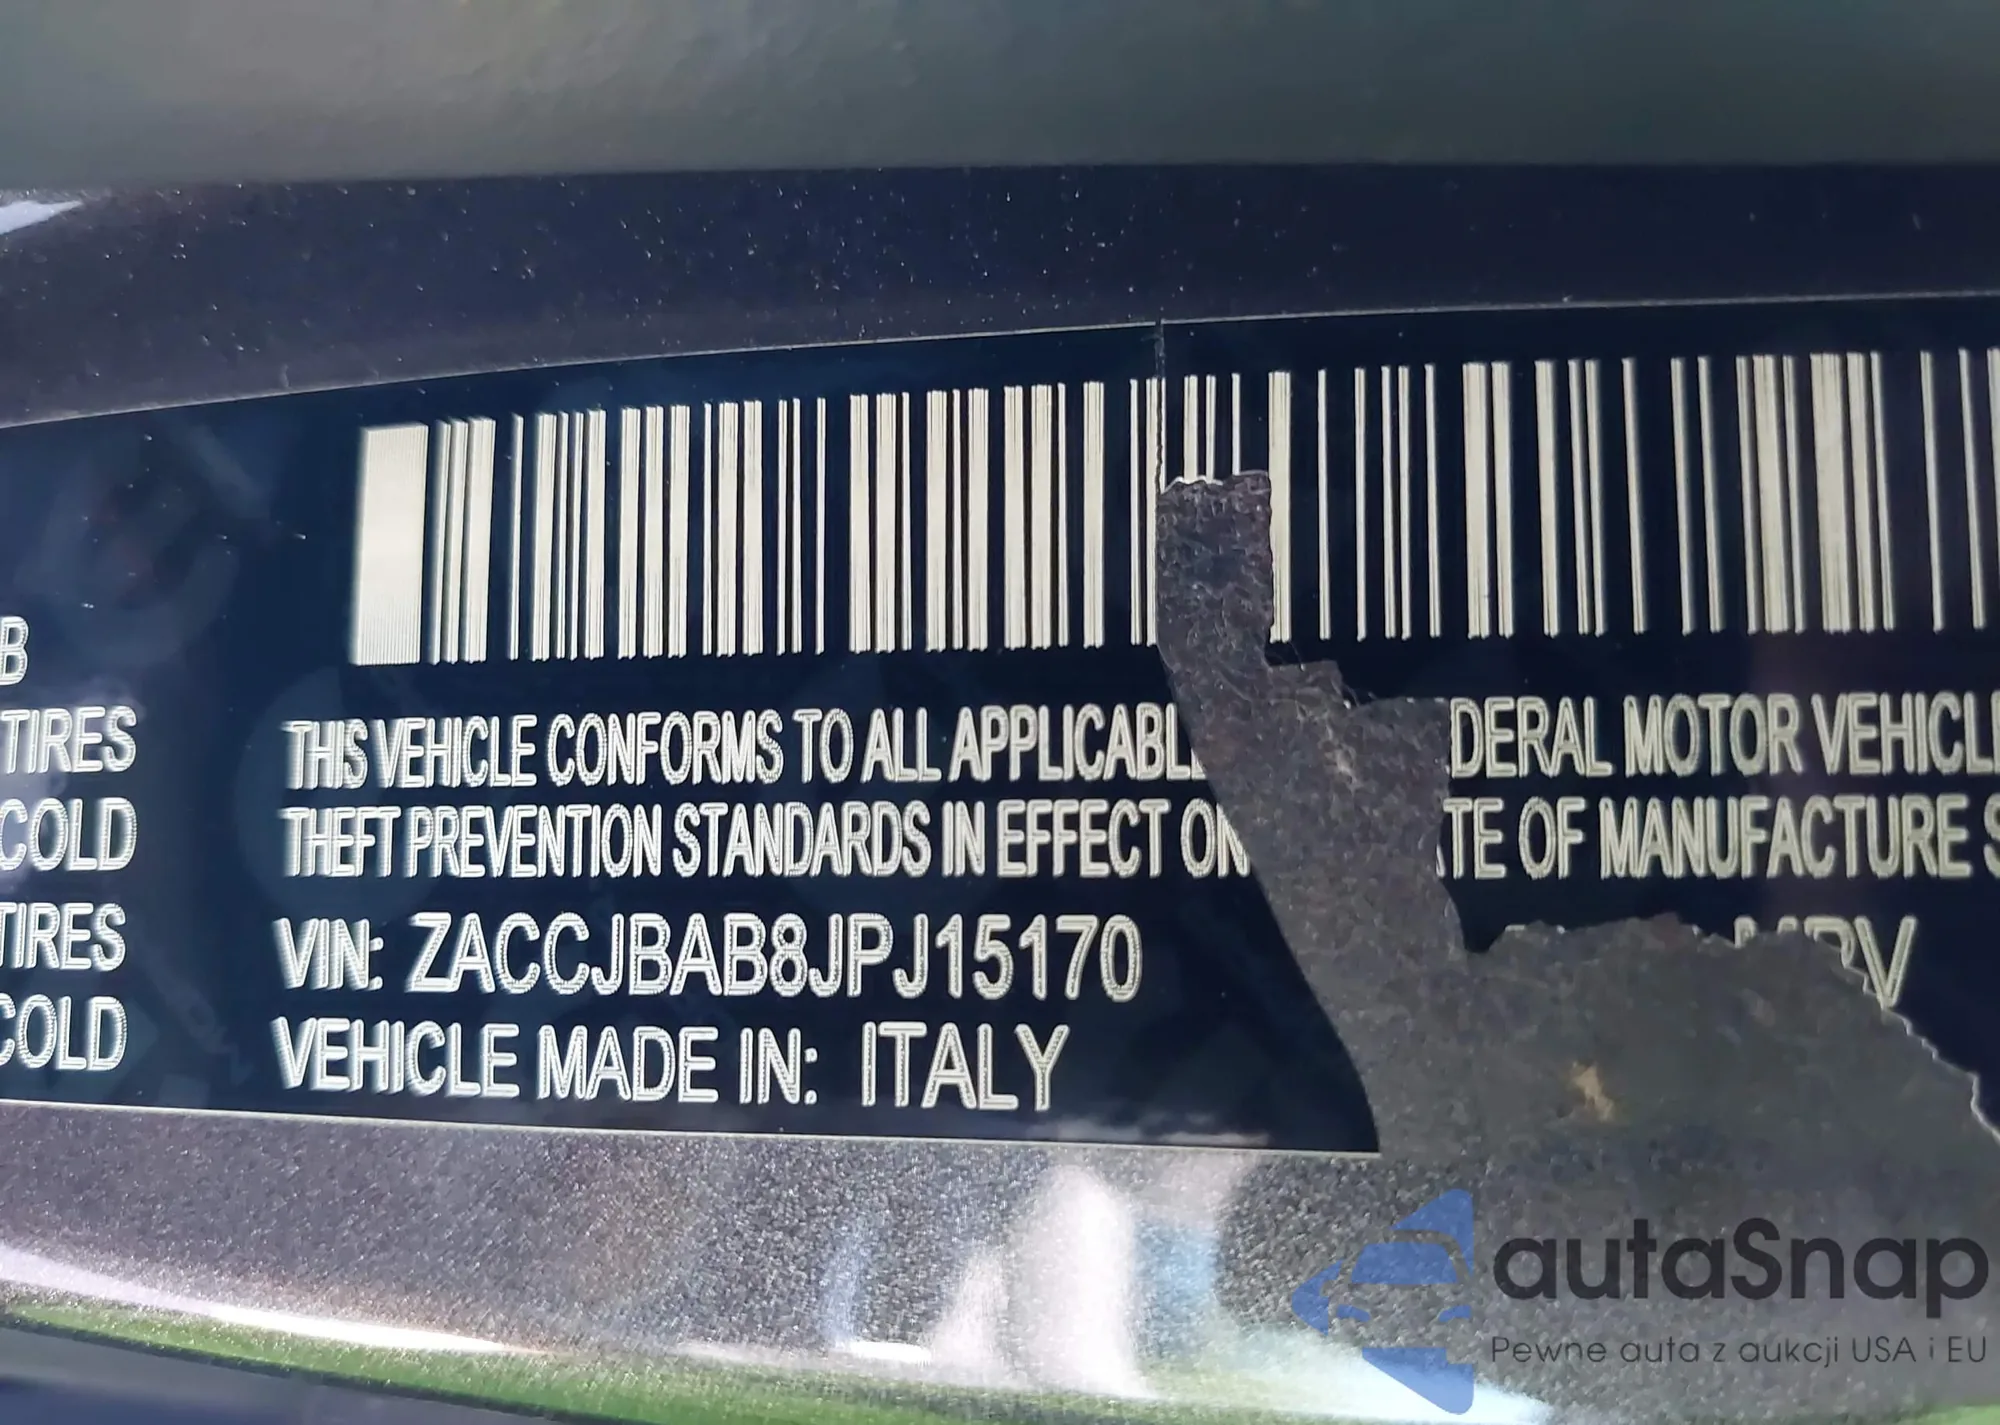 B
TIRES
COLD
TIRES
COLD
THIS VEHICLE CONFORMS TO ALL APPLICABL DERAL MOTOR VEHICL
THEFT PREVENTION STANDARDS IN EFFECT ON TE OF MANUFACTURE S
VIN: ZACCJBAB8JPJ15170 MPV
VEHICLE MADE IN: ITALY
autaSnap
Pewne auta z aukcji USA i EU